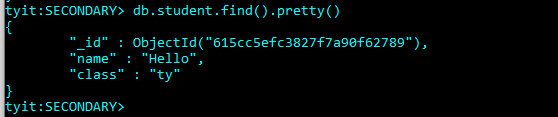 tyit:SECONDARY> db.student.find().pretty()
{
        "_id" : ObjectId("615cc5efc3827f7a90f62789"),
        "name" : "Hello",
        "class" : "ty"
}
tyit:SECONDARY>